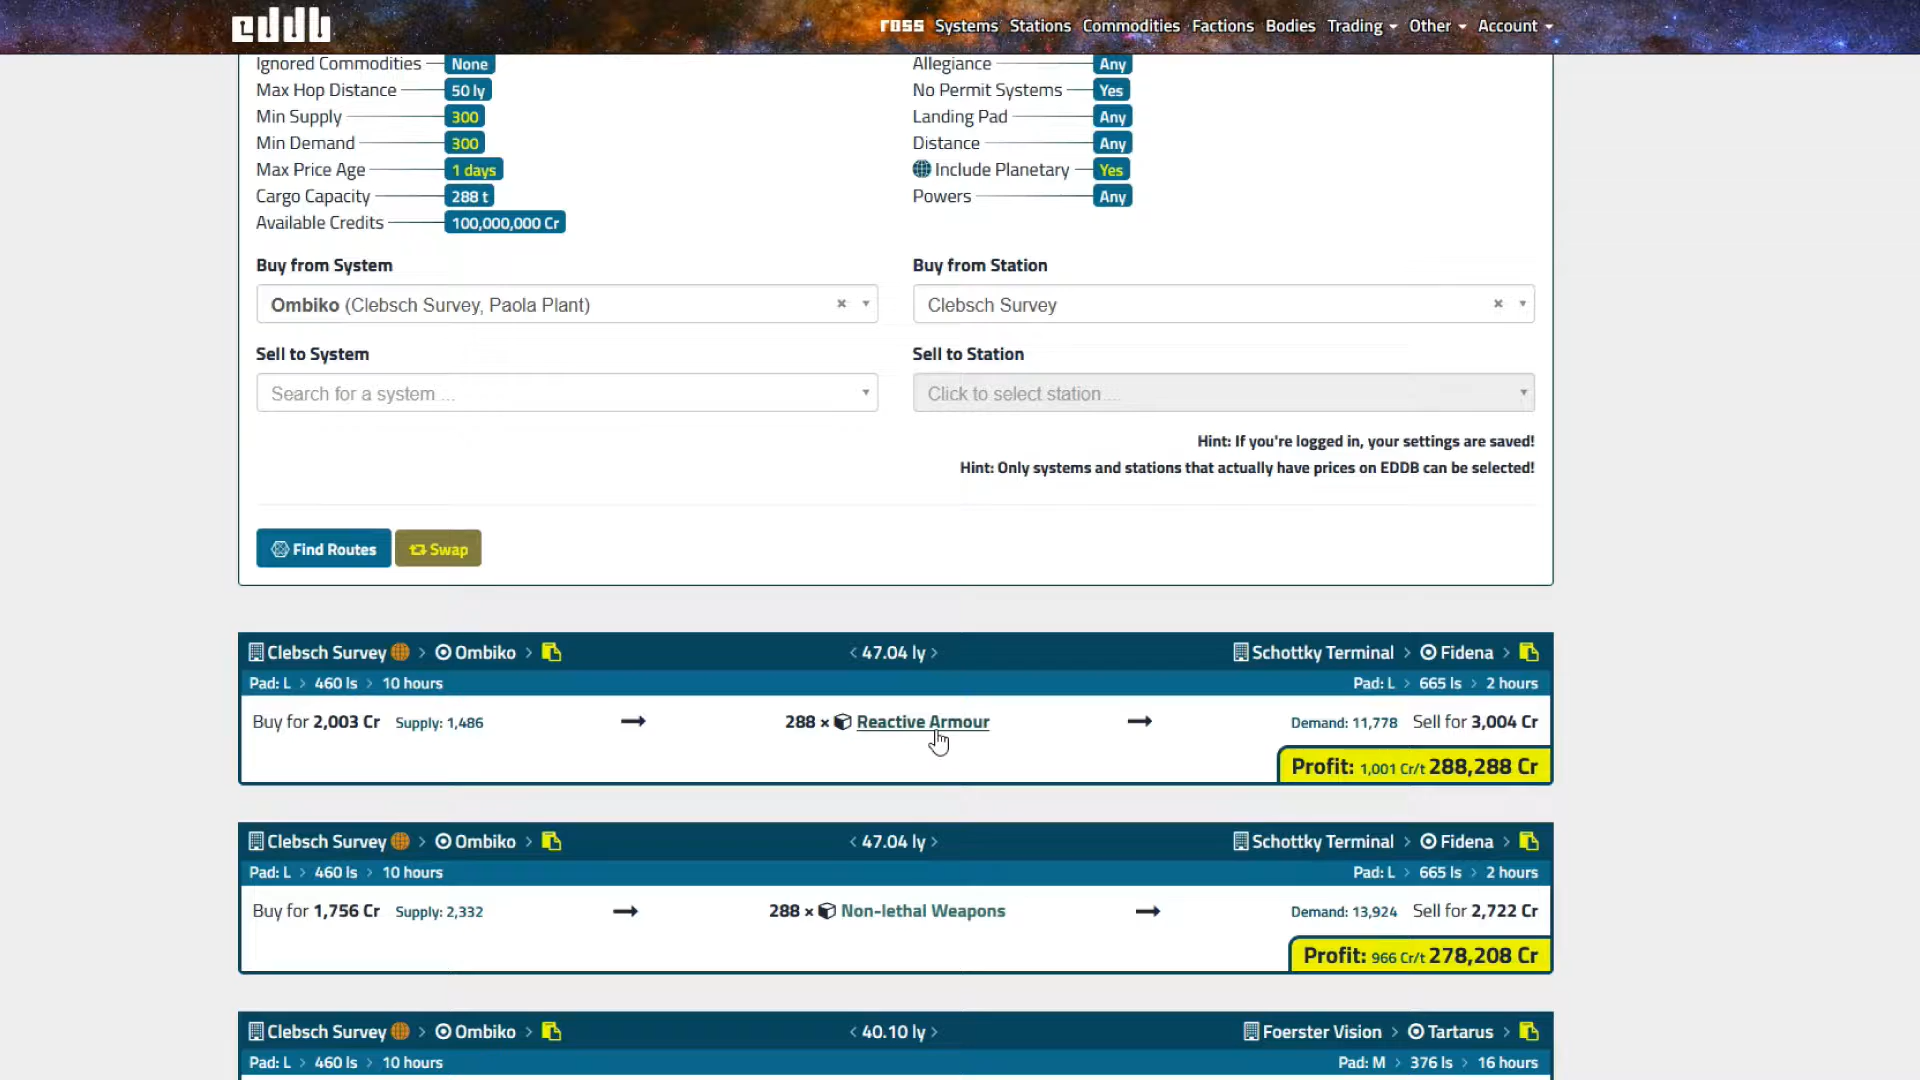 eddb
ross Systems Stations Commodities Factions Bodies Trading Other Account
Ignored Commodities None
Allegiance Any
Max Hop Distance 50 ly
No Permit Systems Yes
Min Supply 300
Landing Pad Any
Min Demand 300
Distance Any
Max Price Age 1 days
Include Planetary Yes
Cargo Capacity 288 t
Powers Any
Available Credits 100,000,000 Cr
Buy from System
Buy from Station
Ombiko (Clebsch Survey, Paola Plant) ×
Clebsch Survey ×
Sell to System
Sell to Station
Search for a system ...
Click to select station ...
Hint: If you're logged in, your settings are saved!
Hint: Only systems and stations that actually have prices on EDDB can be selected!
Find Routes Swap
Clebsch Survey > Ombiko > < 47.04 ly > Schottky Terminal > Fidena >
Pad: L > 460 ls > 10 hours Pad: L > 665 ls > 2 hours
Buy for 2,003 Cr Supply: 1,486 → 288 × Reactive Armour → Demand: 11,778 Sell for 3,004 Cr
Profit: 1,001 Cr/t 288,288 Cr
Clebsch Survey > Ombiko > < 47.04 ly > Schottky Terminal > Fidena >
Pad: L > 460 ls > 10 hours Pad: L > 665 ls > 2 hours
Buy for 1,756 Cr Supply: 2,332 → 288 × Non-lethal Weapons → Demand: 13,924 Sell for 2,722 Cr
Profit: 966 Cr/t 278,208 Cr
Clebsch Survey > Ombiko > < 40.10 ly > Foerster Vision > Tartarus >
Pad: L > 460 ls > 10 hours Pad: M > 376 ls > 16 hours